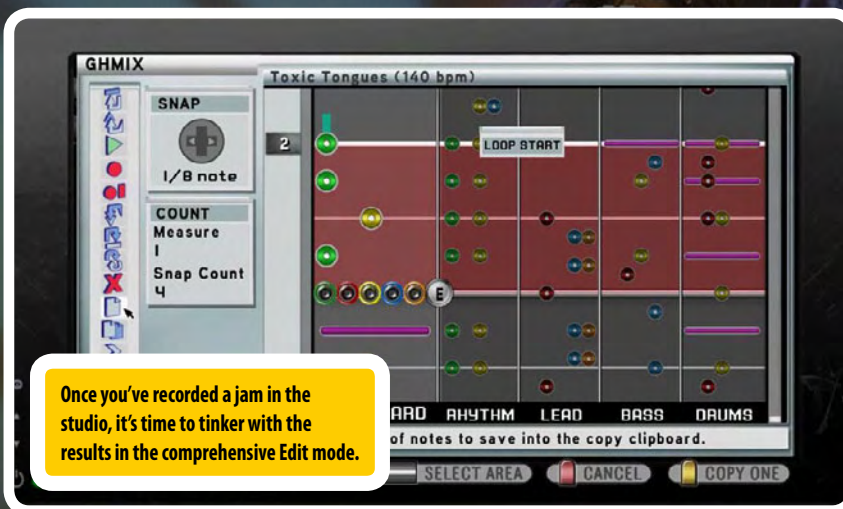 GHMIX
Toxic Tongues (140 bpm)
SNAP
1/8 note
COUNT
Measure
1
Snap Count
4
2
LOOP START
E
ARD RHYTHM LEAD BASS DRUMS
of notes to save into the copy clipboard.
SELECT AREA CANCEL COPY ONE
Once you've recorded a jam in the
studio, it's time to tinker with the
results in the comprehensive Edit mode.